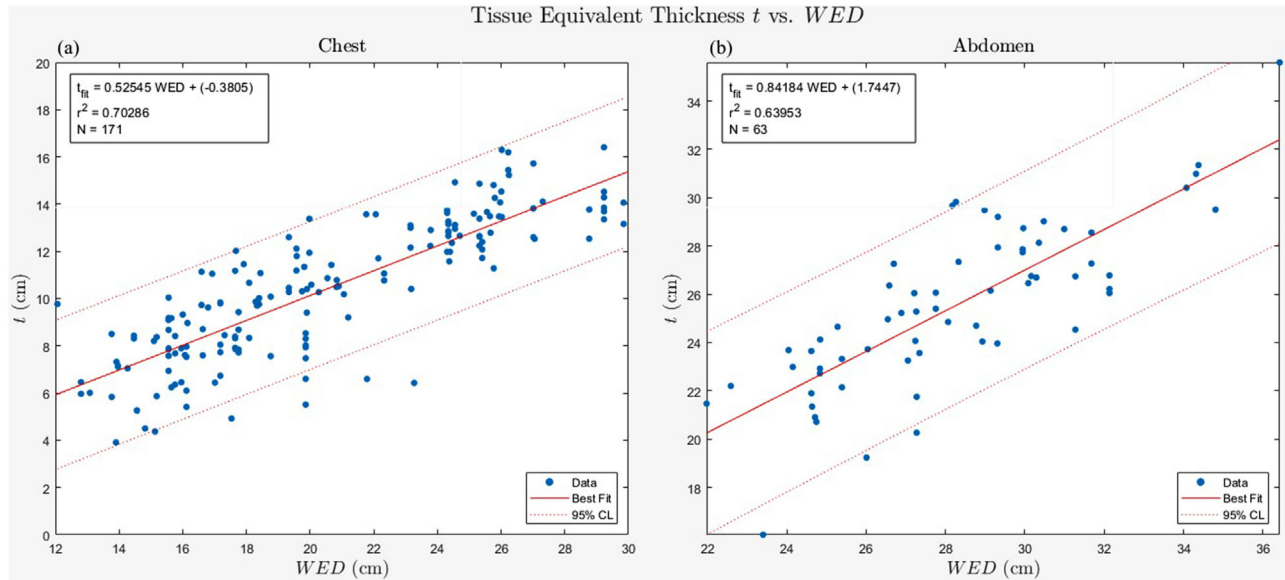 Tissue Equivalent Thickness t vs. WED
(a)
Chest
t_fit = 0.52545 WED + (-0.3805)
r² = 0.70286
N = 171
20
18
16
14
12
10
8
6
4
2
0
t (cm)
Data
Best Fit
95% CL
12 14 16 18 20 22 24 26 28 30
WED (cm)
(b)
Abdomen
t_fit = 0.84184 WED + (1.7447)
r² = 0.63953
N = 63
34
32
30
28
26
24
22
20
18
t (cm)
Data
Best Fit
95% CL
22 24 26 28 30 32 34 36
WED (cm)